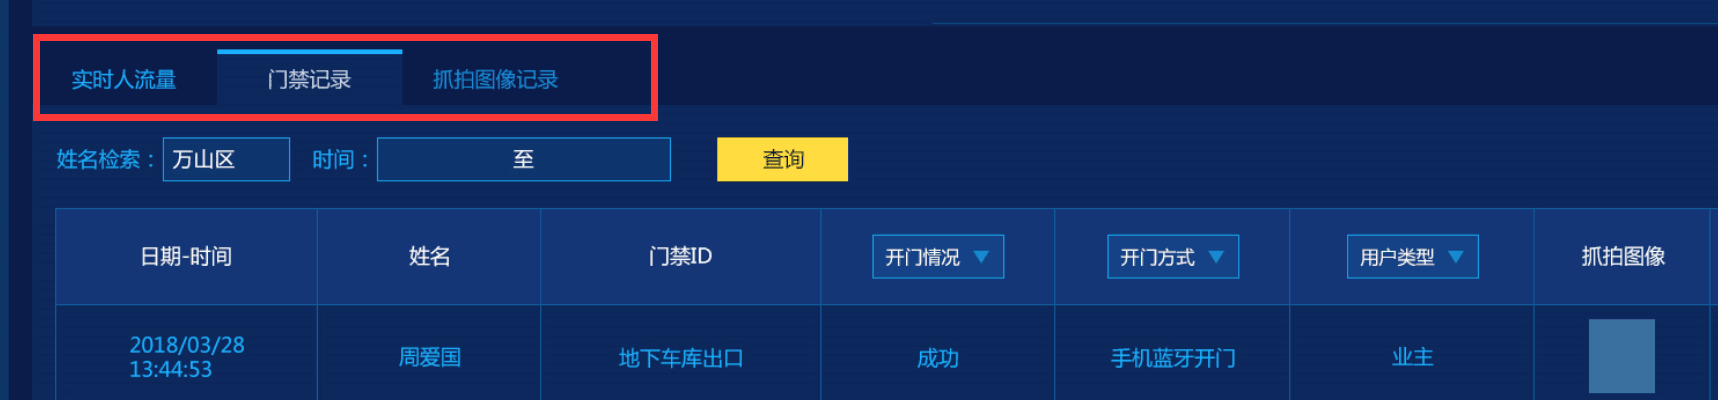 实时人流量 门禁记录 抓拍图像记录
姓名检索： 万山区 时间： 至 查询
日期-时间 姓名 门禁ID 开门情况 开门方式 用户类型 抓拍图像
2018/03/28
13:44:53 周爱国 地下车库出口 成功 手机蓝牙开门 业主